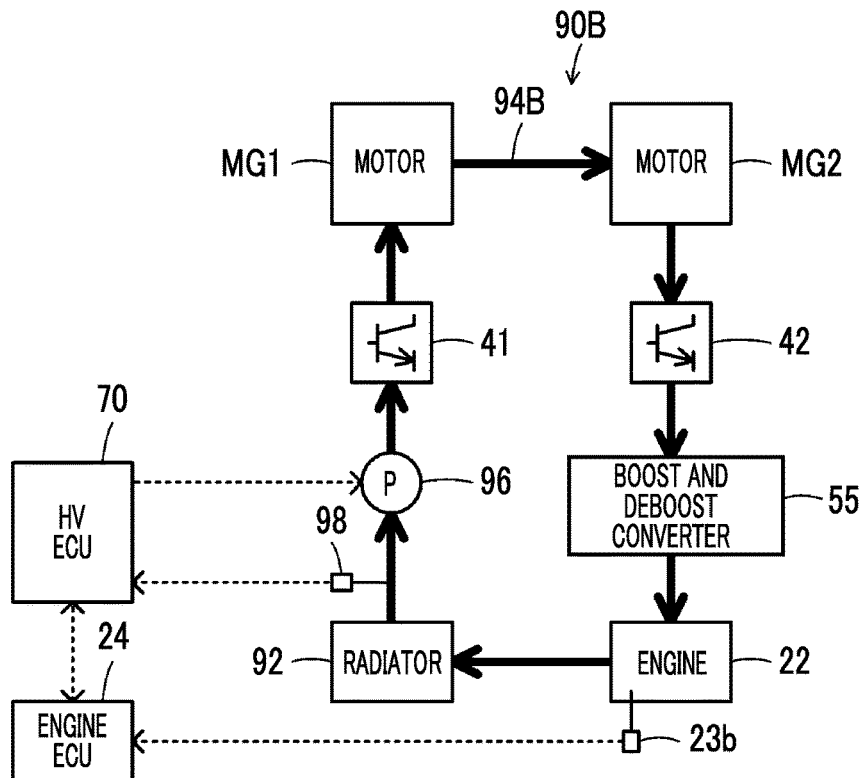 90B
94B
MG1
MOTOR
MOTOR
MG2
41
42
70
HV
ECU
P
96
BOOST AND
DEBOOST
CONVERTER
55
98
24
92
RADIATOR
ENGINE
22
ENGINE
ECU
23b